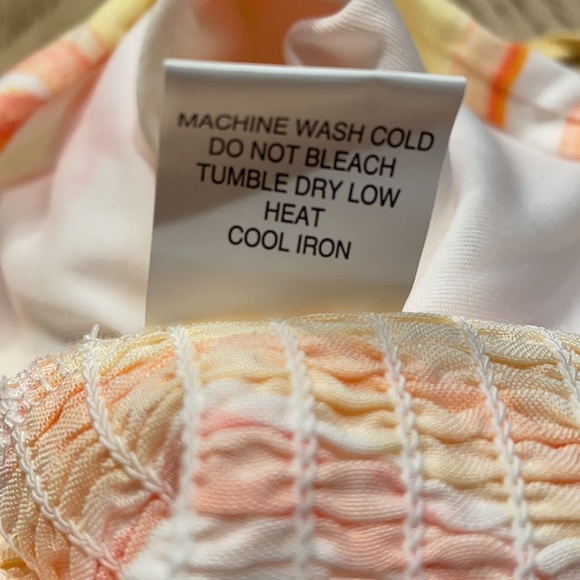 MACHINE WASH COLD
DO NOT BLEACH
TUMBLE DRY LOW
HEAT
COOL IRON